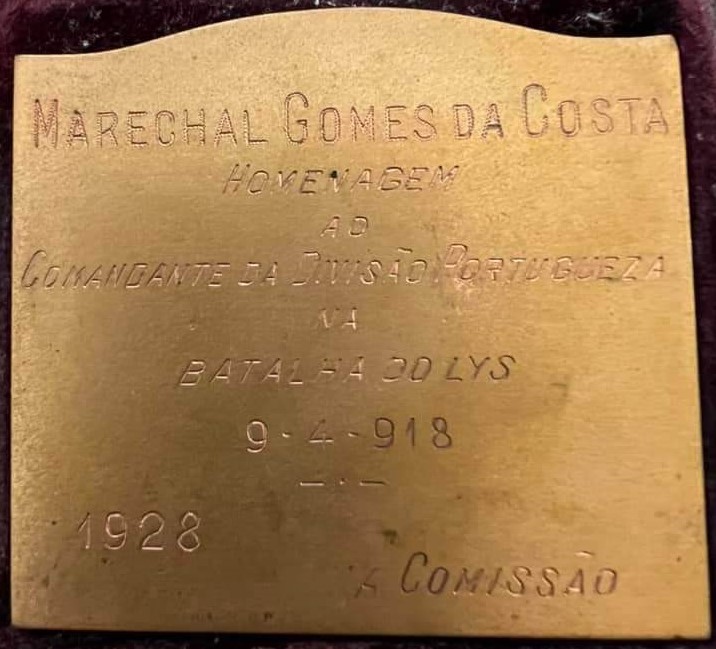 MARECHAL GOMES DA COSTA
HOMENAGEM
AO
COMANDANTE DA DIVISÃO PORTUGUEZA
NA
BATALHA DO LYS
9-4-918
—·—
1928
A COMISSÃO